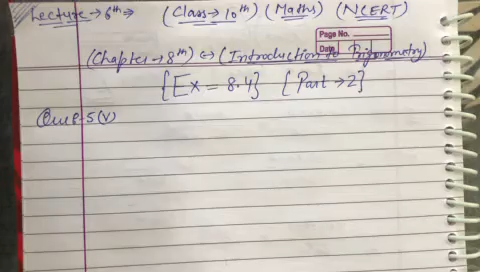 Lecture → 6th ⇒ (Class → 10th) (Maths) (NCERT)
Page No.
Date
(Chapter → 8th) ↔ (Introduction to Trigonometry)
{Ex = 8.4} [Part → 2]
Que 5(V)